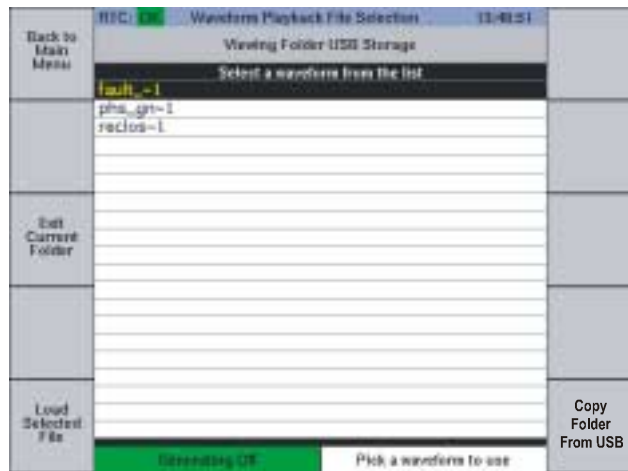 Back to
Main
Menu
RTC: OK Waveform Playback File Selection 13:48:51
Viewing Folder USB Storage
Select a waveform from the list
fault_~1
phs_gn~1
reclos~1
Exit
Current
Folder
Load
Selected
File
Copy
Folder
From USB
Generating Off
Pick a waveform to use